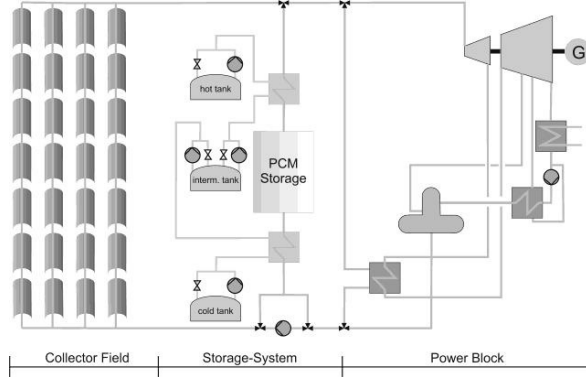 G
hot tank
PCM
Storage
interm. tank
cold tank
Collector Field
Storage-System
Power Block